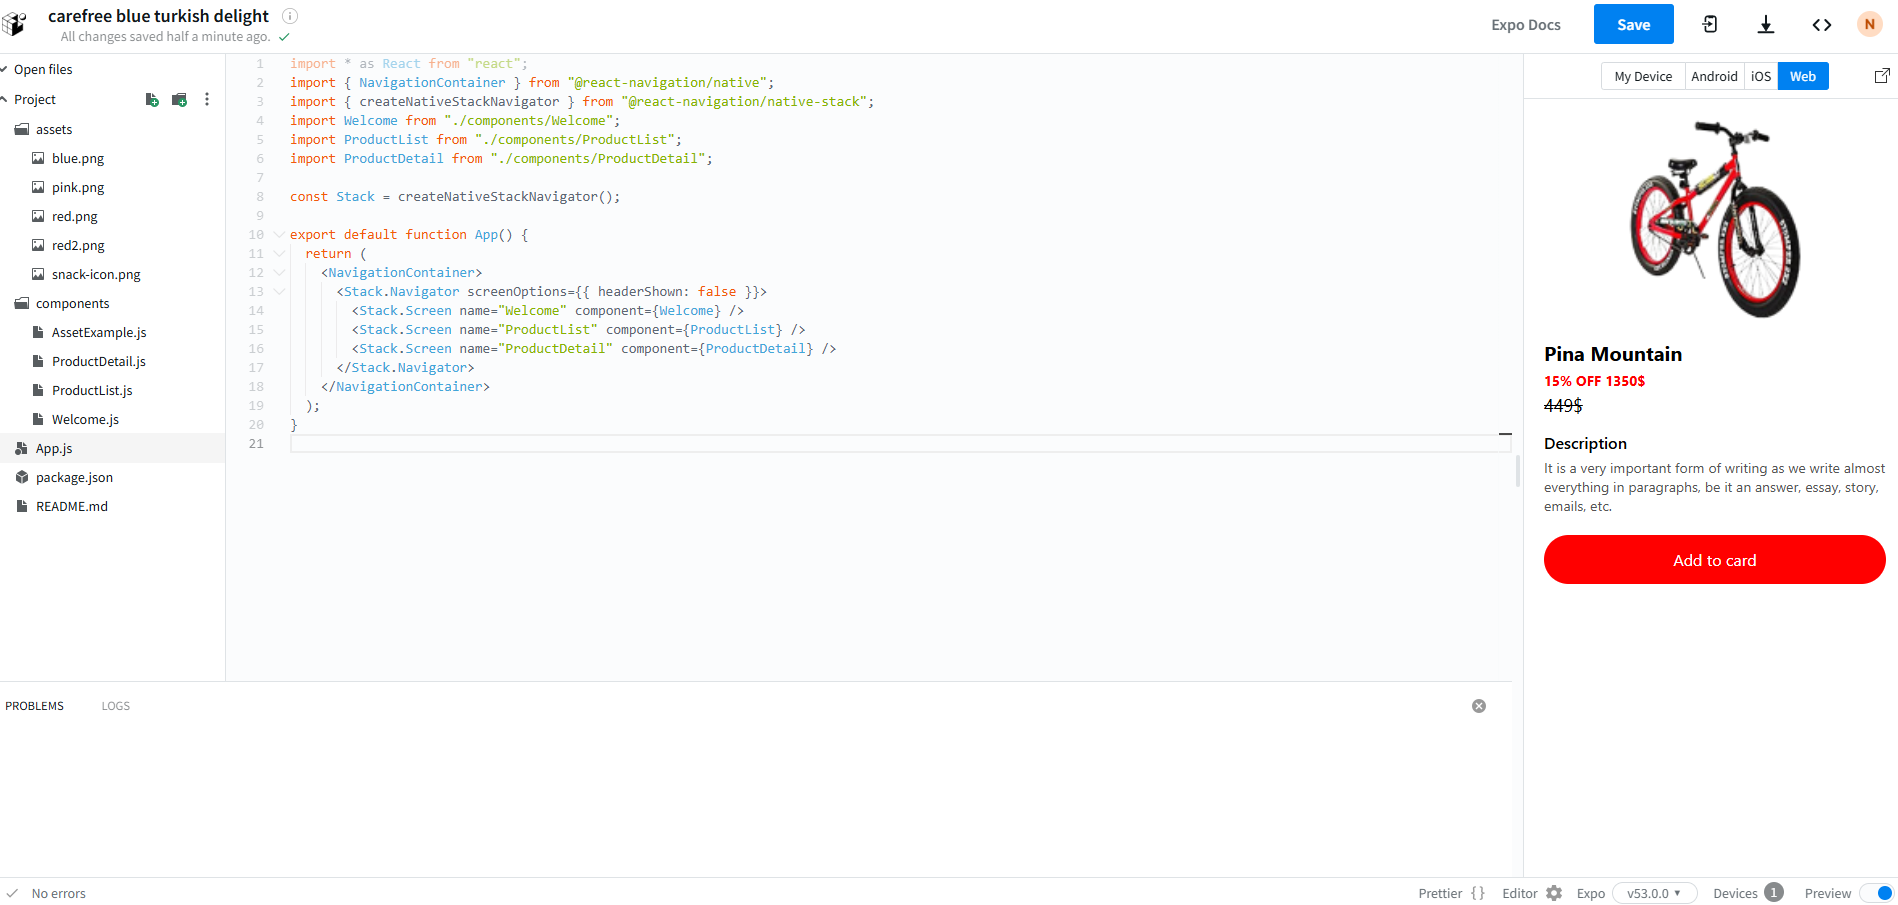 carefree blue turkish delight
All changes saved half a minute ago.
Expo Docs
Save
N
Open files
Project
assets
blue.png
pink.png
red.png
red2.png
snack-icon.png
components
AssetExample.js
ProductDetail.js
ProductList.js
Welcome.js
App.js
package.json
README.md
1 import * as React from "react";
2 import { NavigationContainer } from "@react-navigation/native";
3 import { createNativeStackNavigator } from "@react-navigation/native-stack";
4 import Welcome from "./components/Welcome";
5 import ProductList from "./components/ProductList";
6 import ProductDetail from "./components/ProductDetail";
7
8 const Stack = createNativeStackNavigator();
9
10 export default function App() {
11 return (
12 <NavigationContainer>
13 <Stack.Navigator screenOptions={{ headerShown: false }}>
14 <Stack.Screen name="Welcome" component={Welcome} />
15 <Stack.Screen name="ProductList" component={ProductList} />
16 <Stack.Screen name="ProductDetail" component={ProductDetail} />
17 </Stack.Navigator>
18 </NavigationContainer>
19 );
20 }
21
My Device Android iOS Web
Pina Mountain
15% OFF 1350$
449$
Description
It is a very important form of writing as we write almost
everything in paragraphs, be it an answer, essay, story,
emails, etc.
Add to card
PROBLEMS LOGS
No errors
Prettier {} Editor Expo v53.0.0 Devices 1 Preview